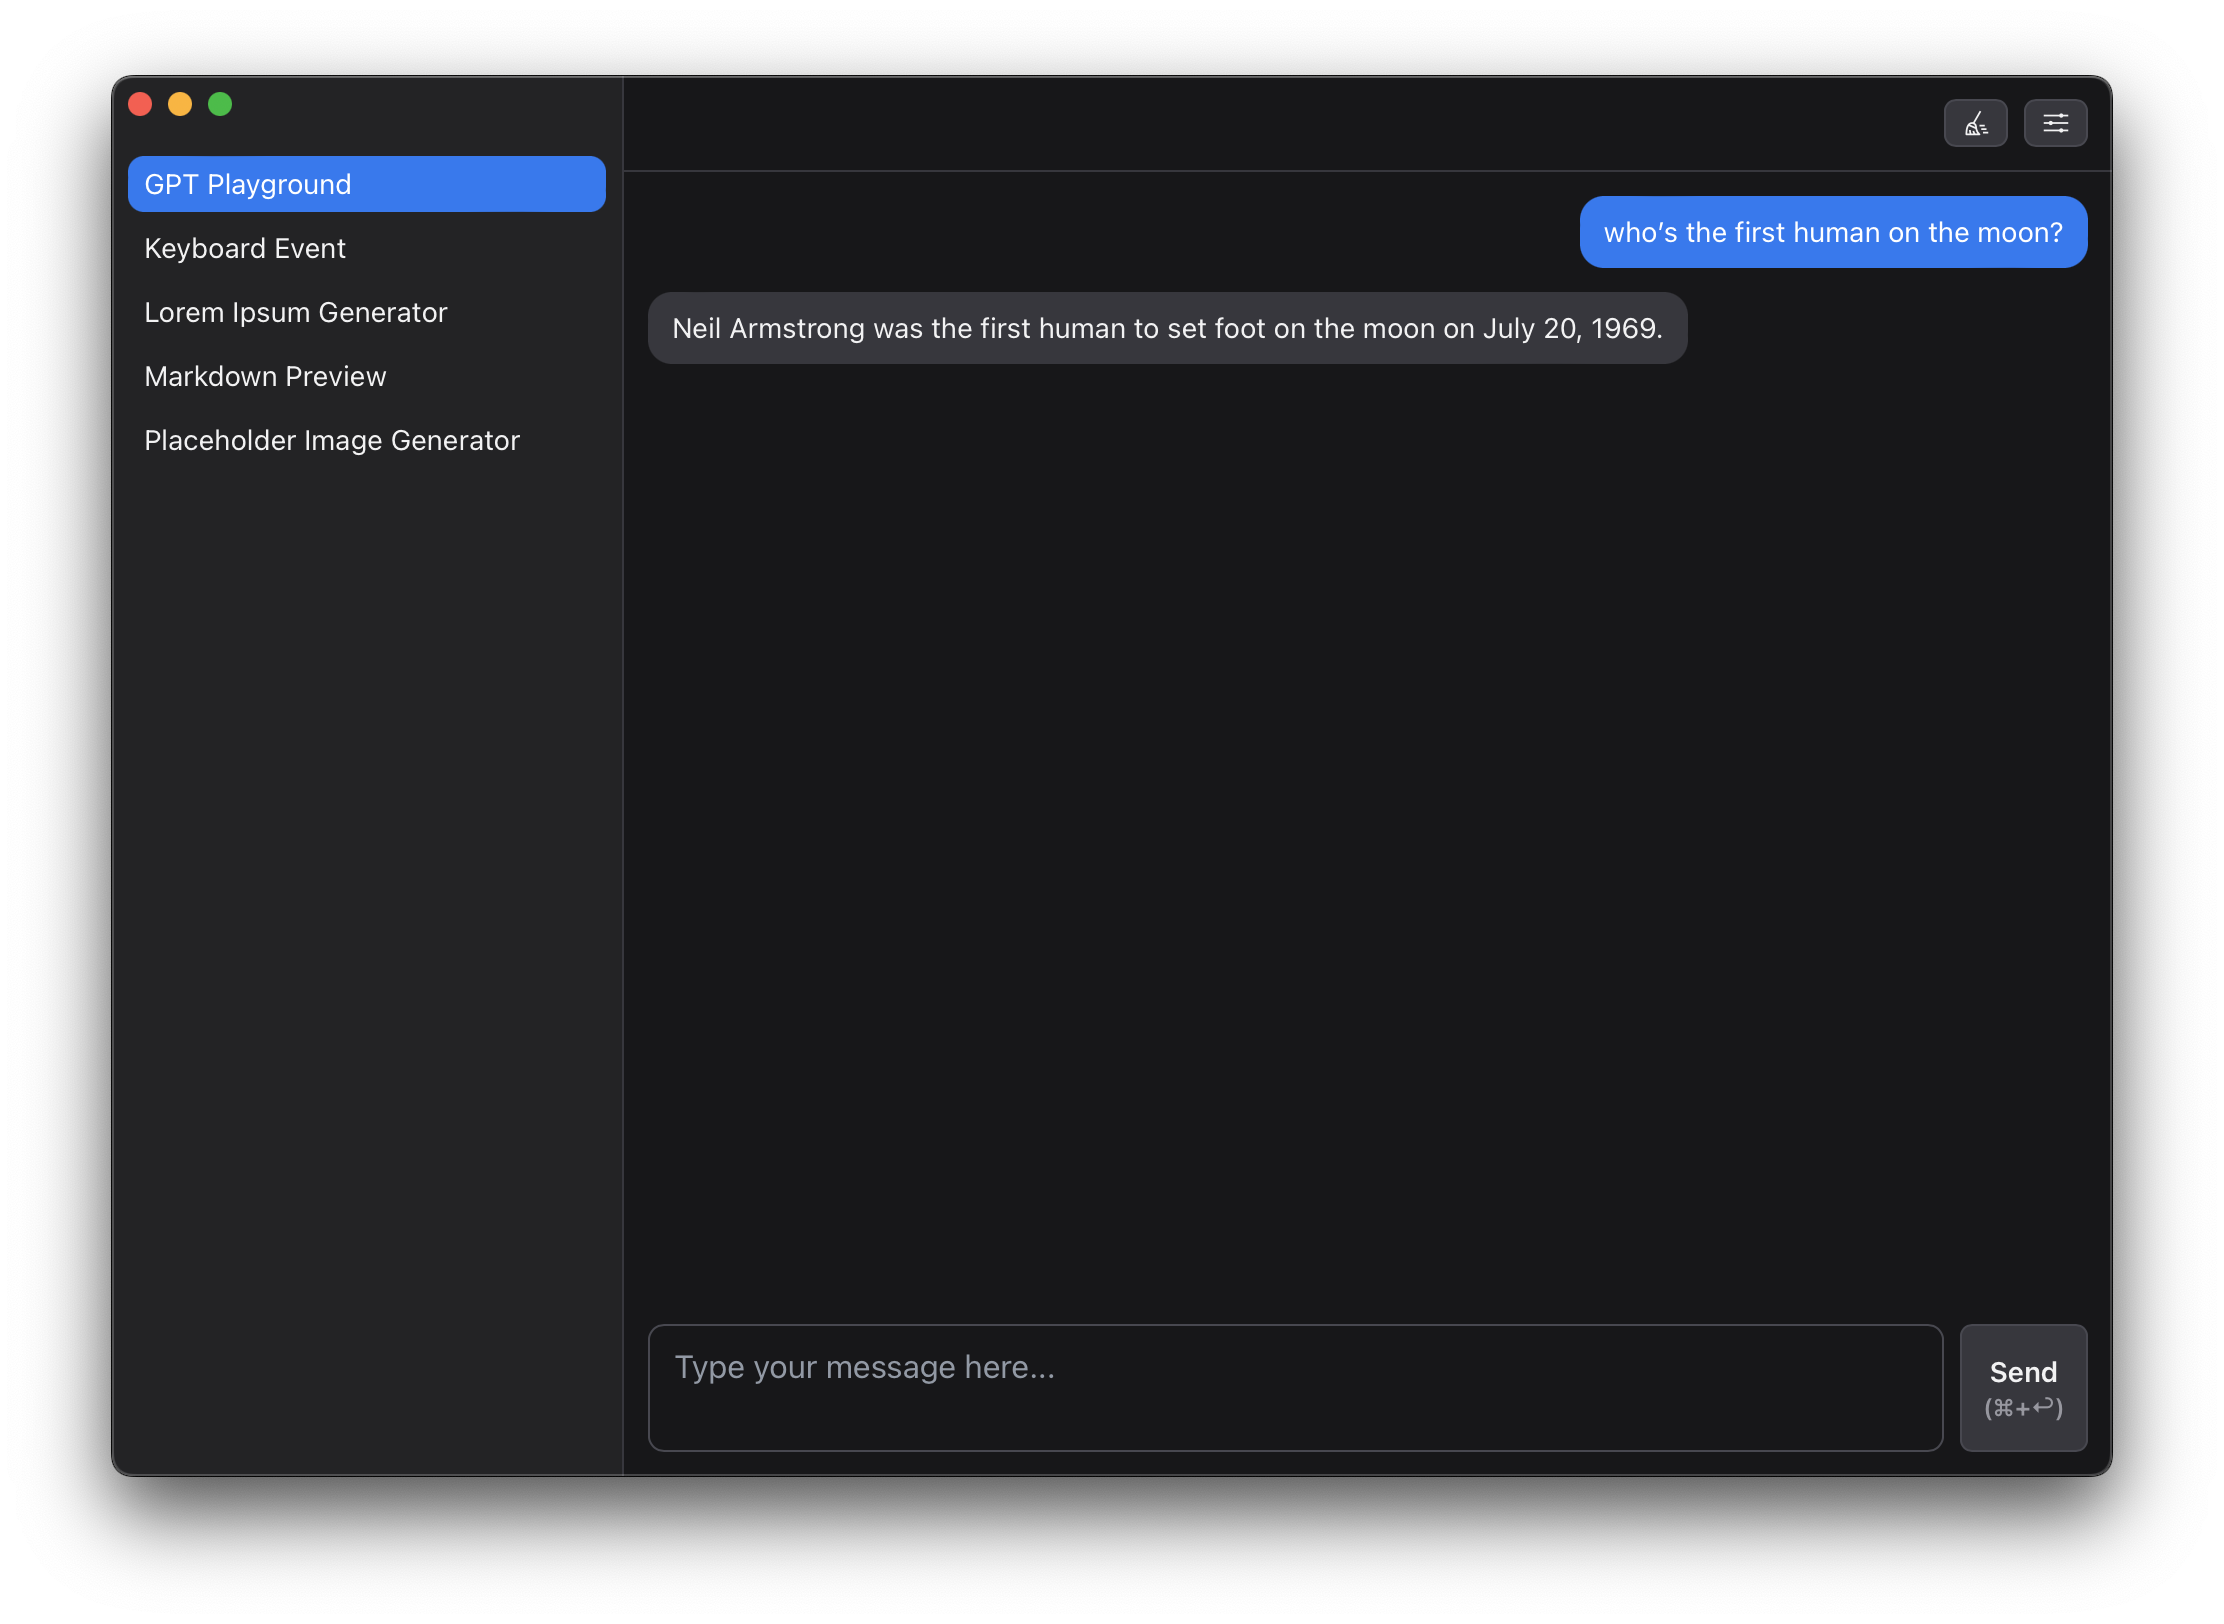 GPT Playground
Keyboard Event
Lorem Ipsum Generator
Markdown Preview
Placeholder Image Generator
who’s the first human on the moon?
Neil Armstrong was the first human to set foot on the moon on July 20, 1969.
Type your message here...
Send
(⌘+↩)